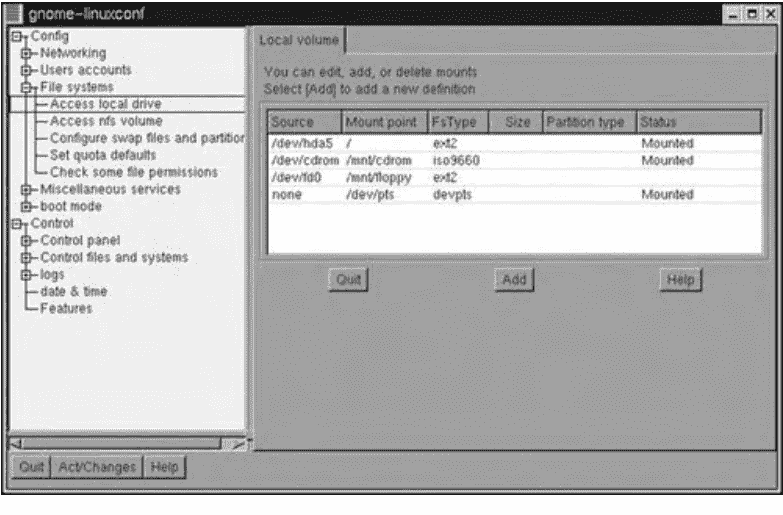 gnome-linuxconf
Config
Networking
Users accounts
File systems
Access local drive
Access nfs volume
Configure swap files and partition
Set quota defaults
Check some file permissions
Miscellaneous services
boot mode
Control
Control panel
Control files and systems
logs
date & time
Features
Quit Act/Changes Help
Local volume
You can edit, add, or delete mounts
Select [Add] to add a new definition
Source Mount point FsType Size Partition type Status
/dev/hda5 / ext2 Mounted
/dev/cdrom /mnt/cdrom iso9660 Mounted
/dev/fd0 /mnt/floppy ext2
none /dev/pts devpts Mounted
Quit Add Help